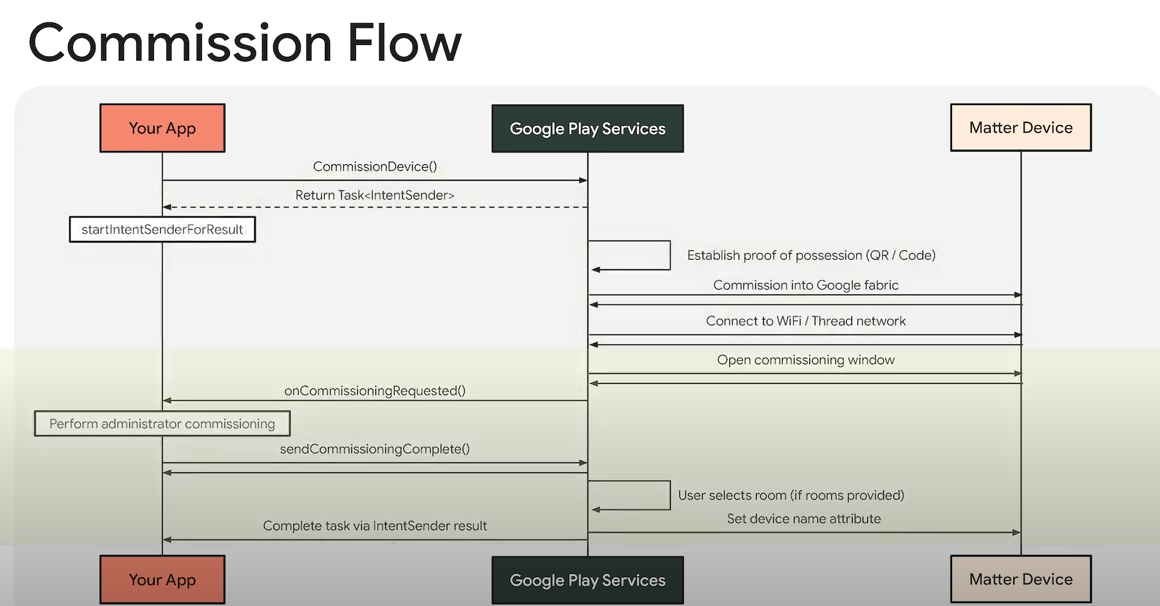 Commission Flow
Your App
Google Play Services
Matter Device
CommissionDevice()
Return Task<IntentSender>
startIntentSenderForResult
Establish proof of possession (QR / Code)
Commission into Google fabric
Connect to WiFi / Thread network
Open commissioning window
onCommissioningRequested()
Perform administrator commissioning
sendCommissioningComplete()
User selects room (if rooms provided)
Set device name attribute
Complete task via IntentSender result
Your App
Google Play Services
Matter Device